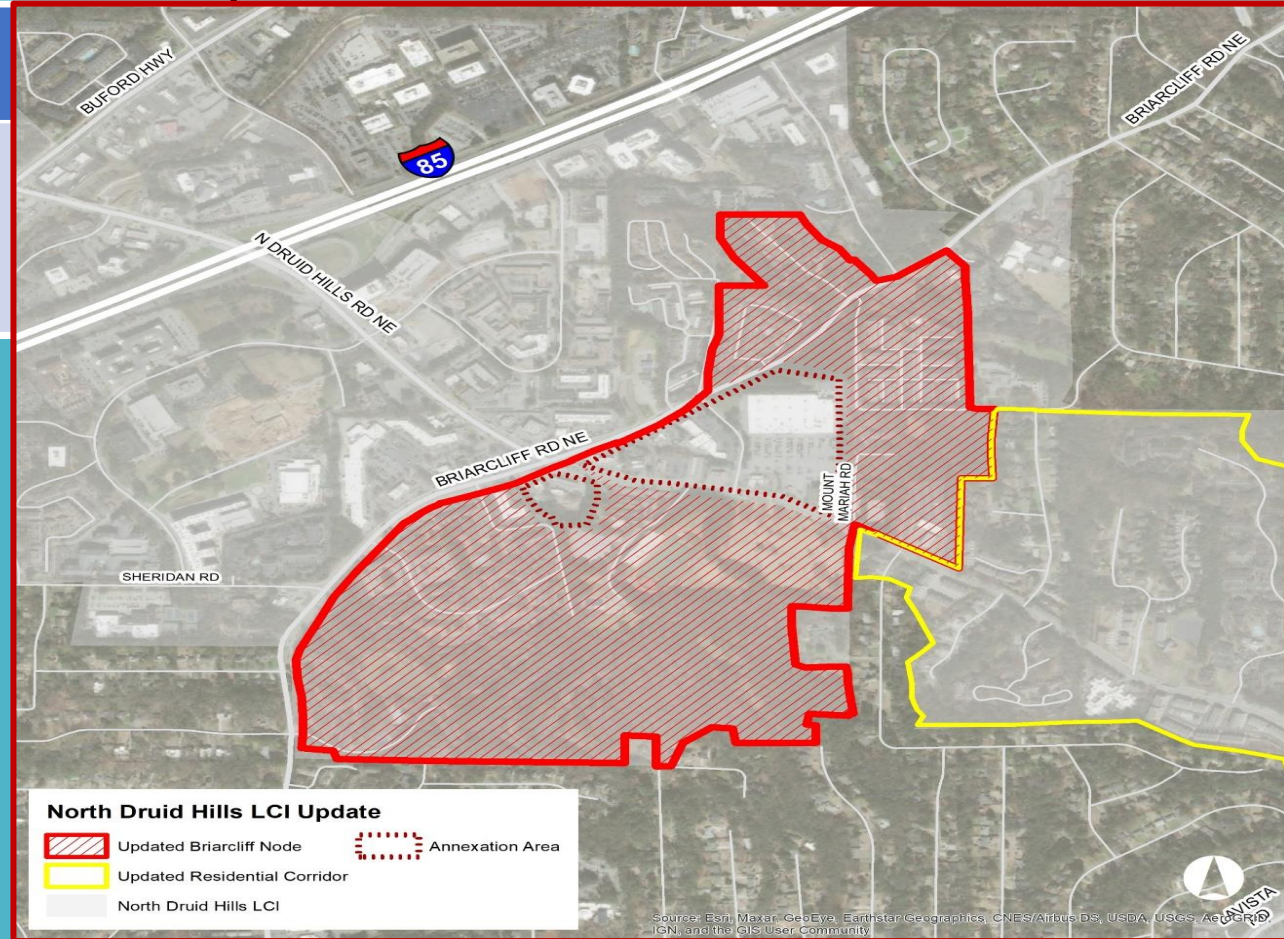 BUFORD HWY
BRIARCLIFF RD NE
85
N DRUID HILLS RD NE
BRIARCLIFF RD NE
MOUNT
MARIAH RD
SHERIDAN RD
North Druid Hills LCI Update
Updated Briarcliff Node
Annexation Area
Updated Residential Corridor
North Druid Hills LCI
LAVISTA
RD
Source: Esri, Maxar, GeoEye, Earthstar Geographics, CNES/Airbus DS, USDA, USGS, AeroGRID,
IGN, and the GIS User Community